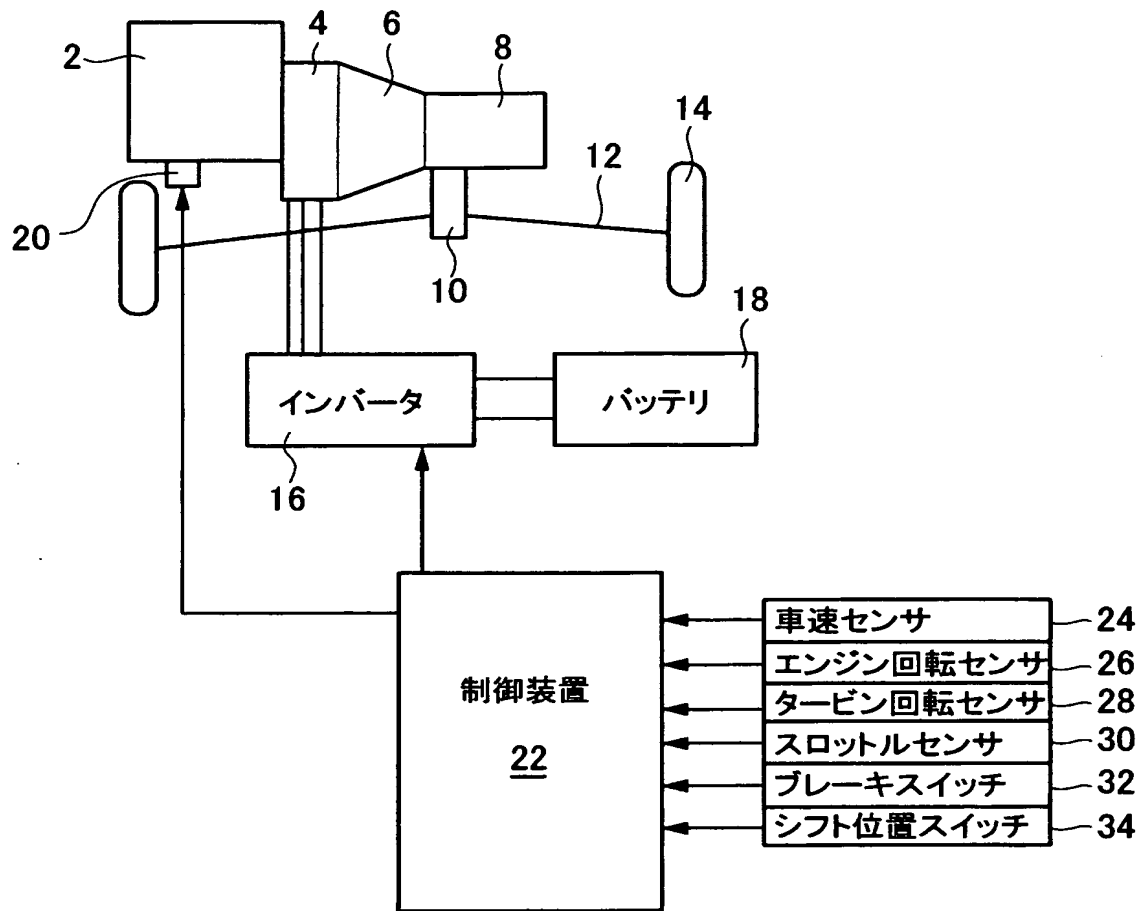 2
4
6
8
14
12
20
10
18
インバータ
バッテリ
16
制御装置
22
車速センサ 24
エンジン回転センサ 26
タービン回転センサ 28
スロットルセンサ 30
ブレーキスイッチ 32
シフト位置スイッチ 34